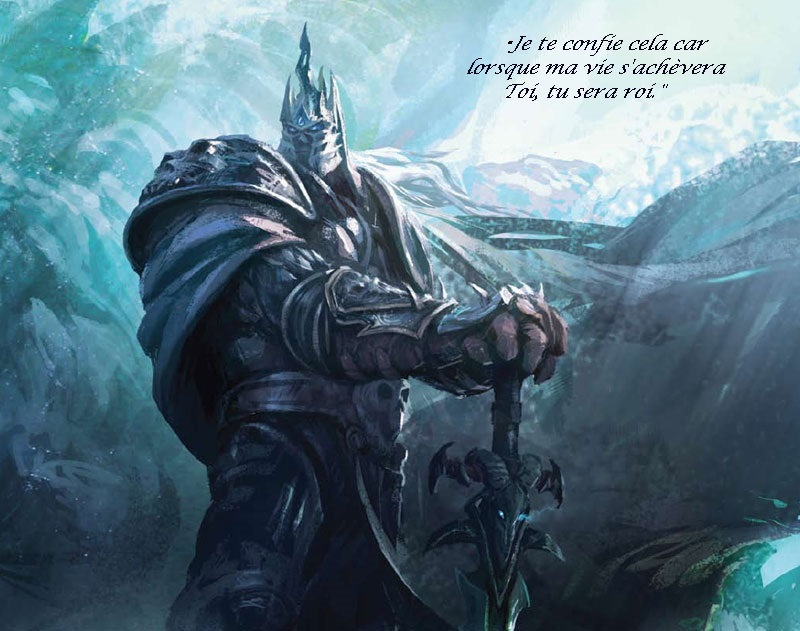 "Je te confie cela car
lorsque ma vie s'achèvera
Toi, tu sera roi."